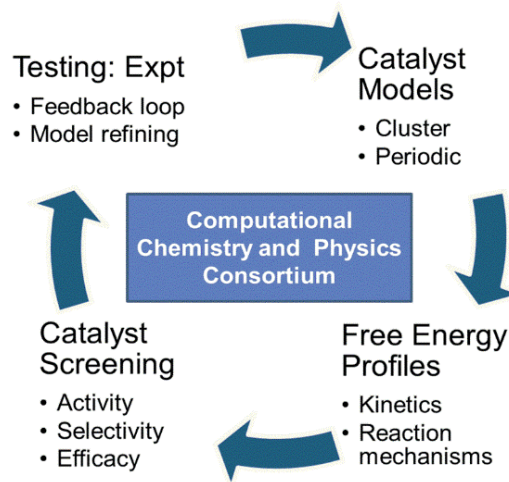 Testing: Expt
• Feedback loop
• Model refining
Catalyst
Models
• Cluster
• Periodic
Computational
Chemistry and Physics
Consortium
Catalyst
Screening
• Activity
• Selectivity
• Efficacy
Free Energy
Profiles
• Kinetics
• Reaction
mechanisms